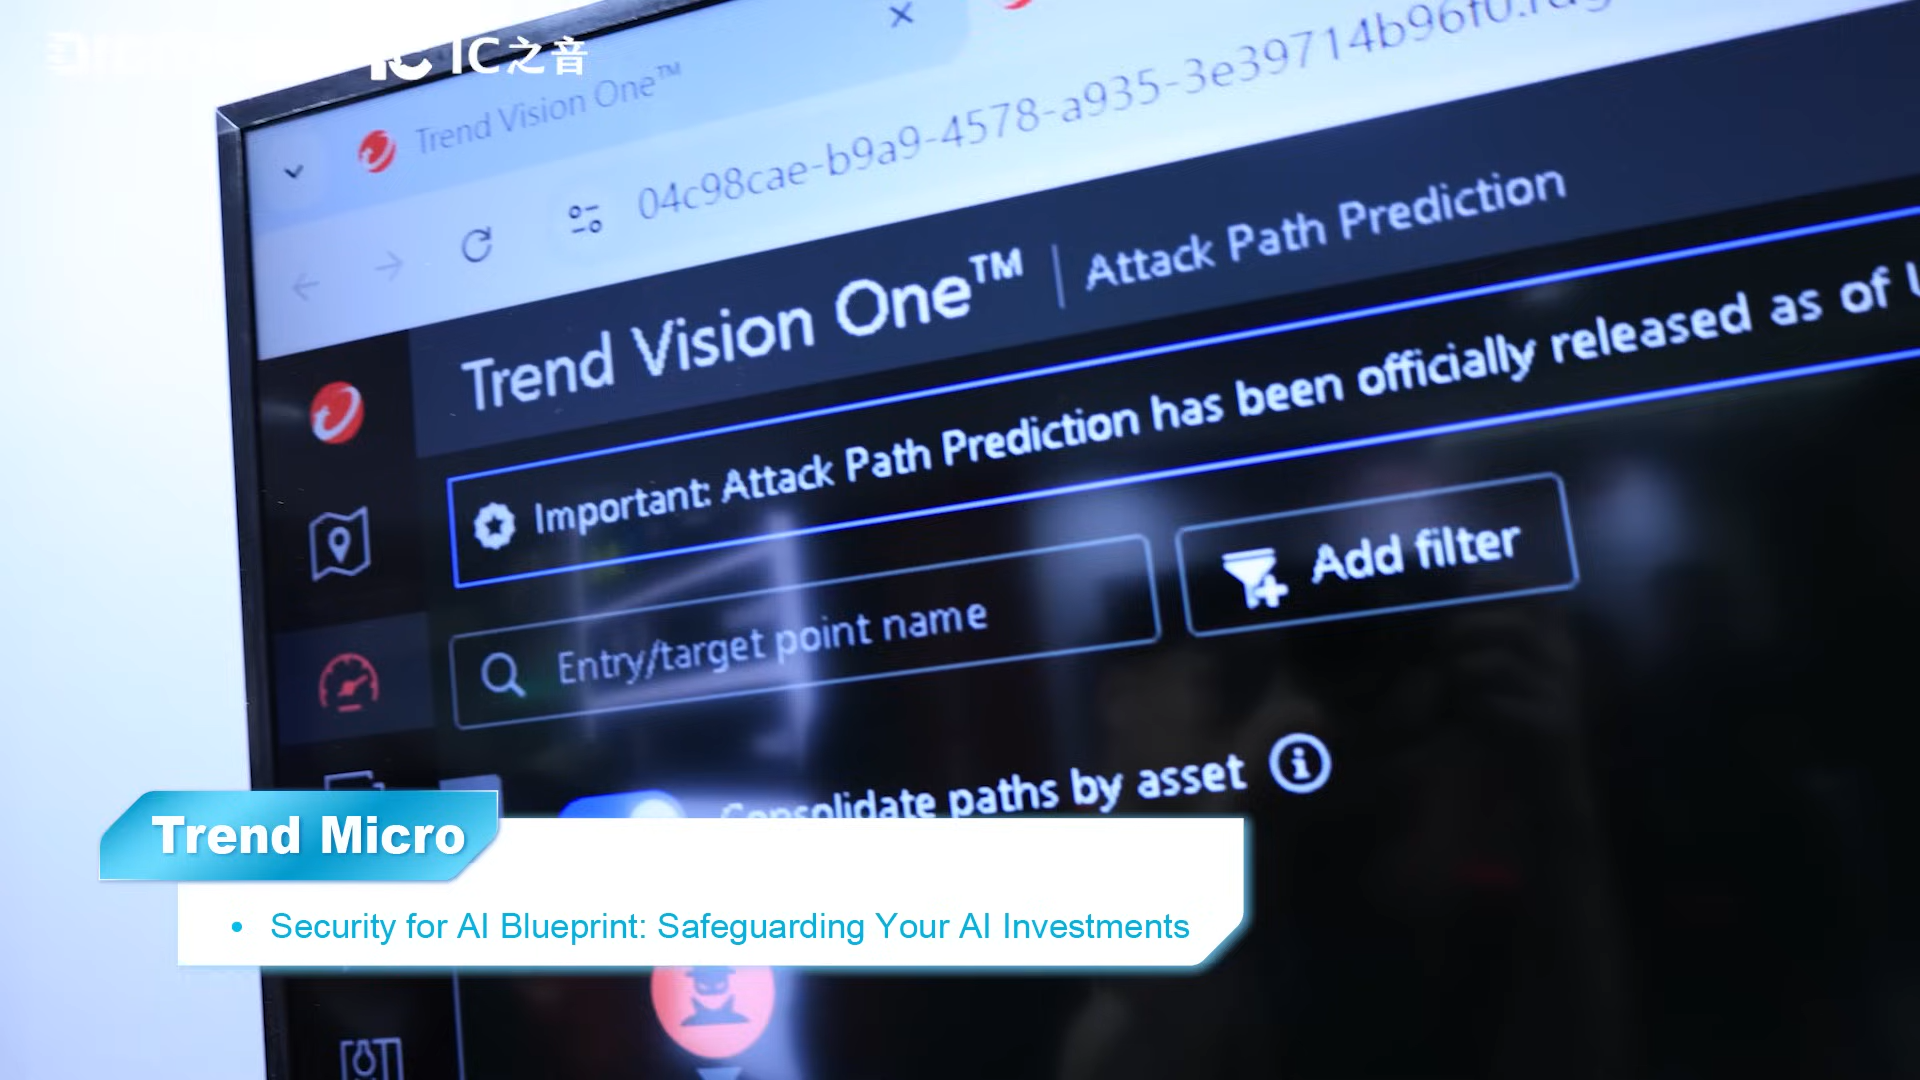 IC之音
Trend Vision One™
04c98cae-b9a9-4578-a935-3e39714b96f0.
Trend Vision One™ | Attack Path Prediction
Important: Attack Path Prediction has been officially released as of
Entry/target point name
Add filter
Consolidate paths by asset
Trend Micro
• Security for AI Blueprint: Safeguarding Your AI Investments